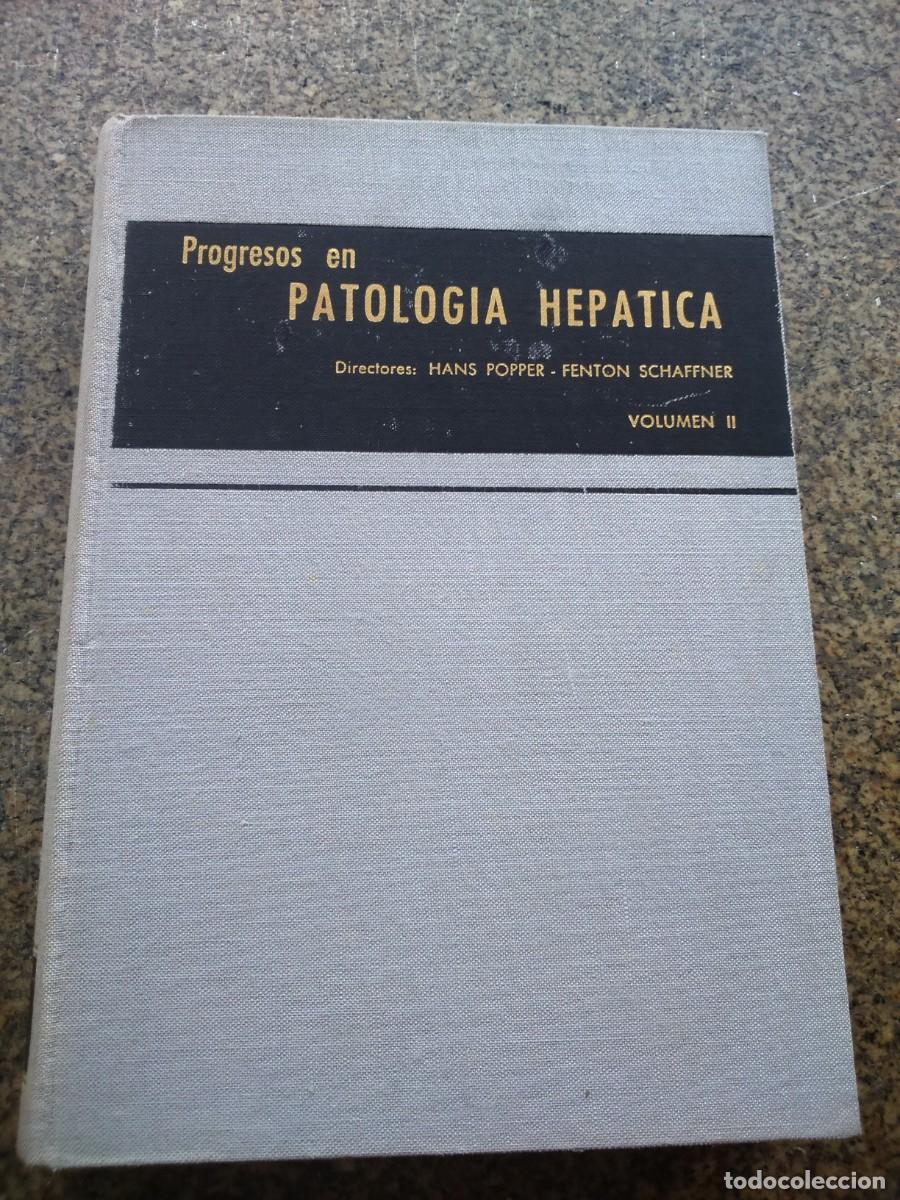 Progresos en
PATOLOGIA HEPATICA
Directores: HANS POPPER - FENTON SCHAFFNER
VOLUMEN II
todocoleccion